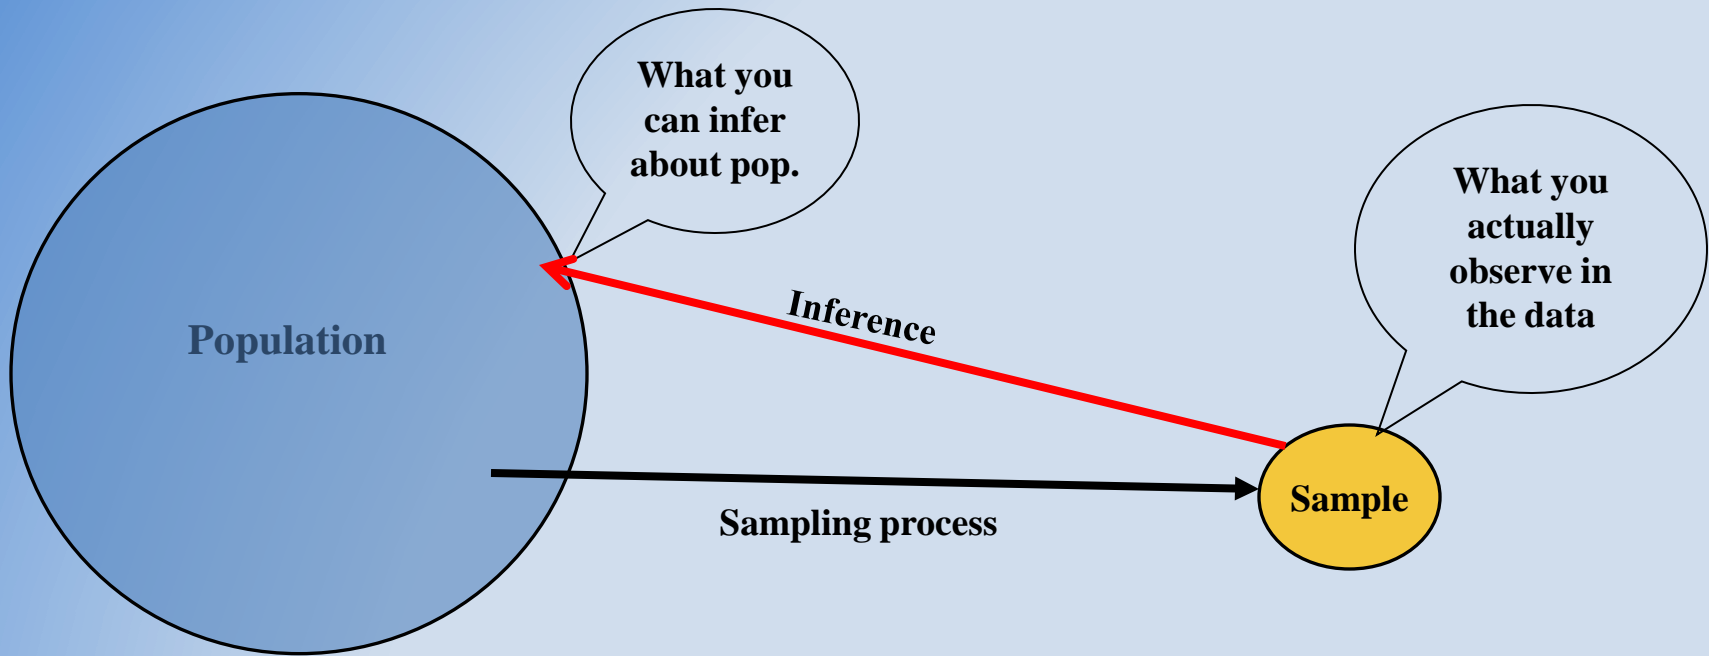 What you
can infer
about pop.
What you
actually
observe in
the data
Population
Inference
Sample
Sampling process